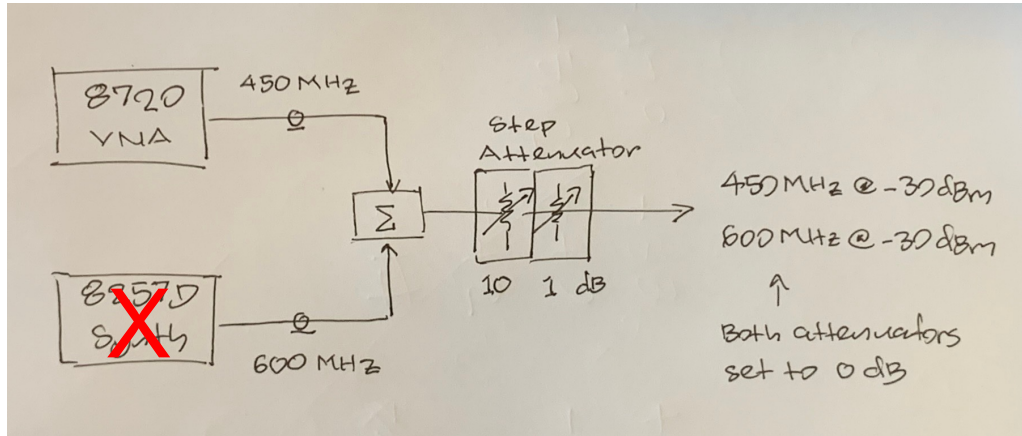 8720
VNA
450 MHz
Step
Attenuator
Σ
10 1 dB
8257D
Synth
600 MHz
450 MHz @ -30 dBm
600 MHz @ -30 dBm
Both attenuators
set to 0 dB